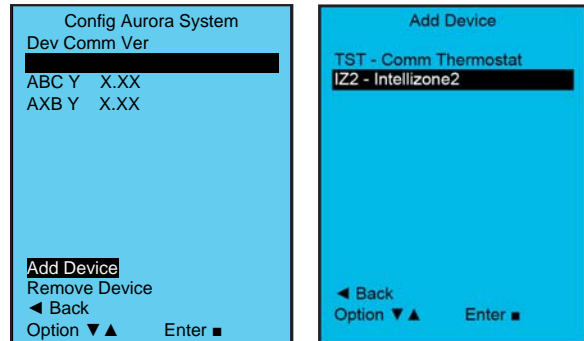 Config Aurora System
Dev Comm Ver
ABC Y X.XX
AXB Y X.XX
Add Device
Remove Device
◄ Back
Option ▼▲ Enter ■
Add Device
TST - Comm Thermostat
IZ2 - Intellizone2
◄ Back
Option ▼▲ Enter ■